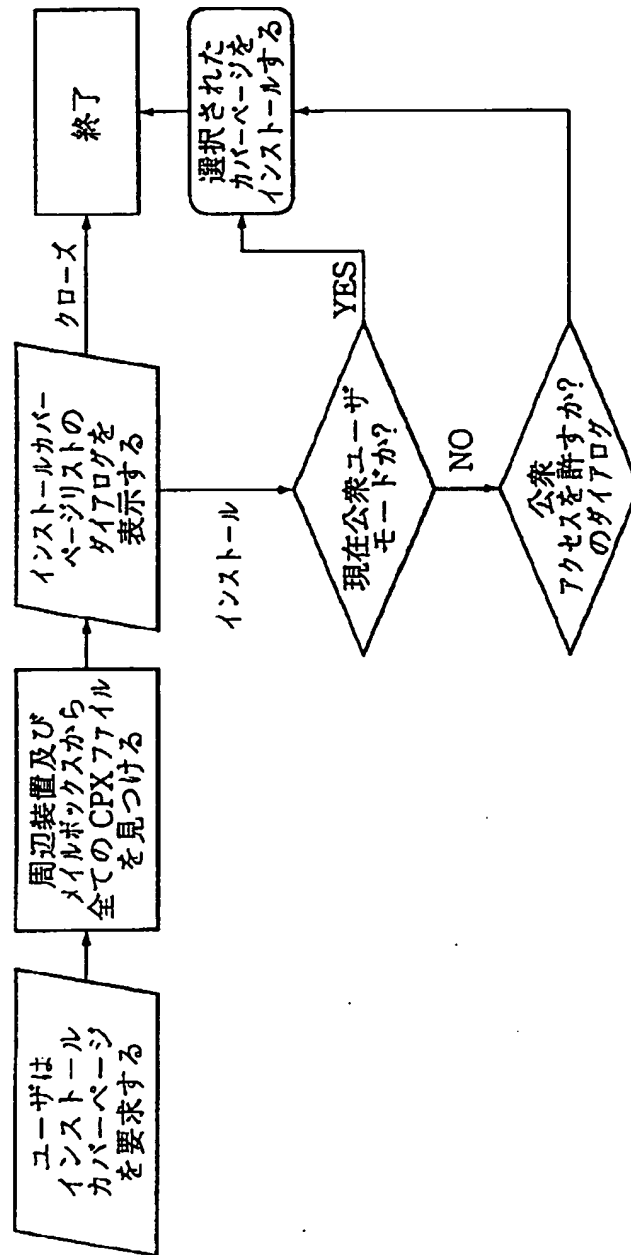 ユーザは
インストール
カバーページ
を要求する
周辺装置及び
メイルボックスから
全てのCPXファイル
を見つける
インストールカバー
ページリストの
ダイアログを
表示する
クローズ
終了
インストール
現在公衆ユーザ
モードか?
YES
選択された
カバーページを
インストールする
NO
公衆
アクセスを許すか?
のダイアログ